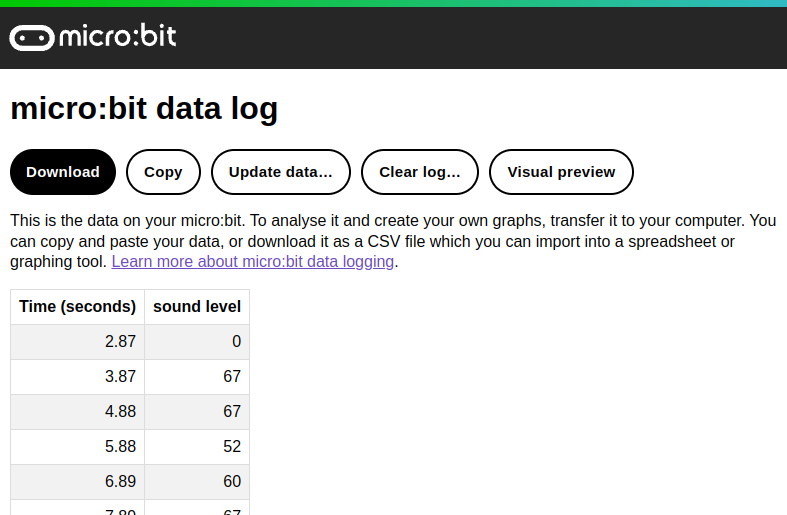 micro:bit
micro:bit data log
Download Copy Update data... Clear log... Visual preview
This is the data on your micro:bit. To analyse it and create your own graphs, transfer it to your computer. You
can copy and paste your data, or download it as a CSV file which you can import into a spreadsheet or
graphing tool. Learn more about micro:bit data logging.
Time (seconds) sound level
2.87 0
3.87 67
4.88 67
5.88 52
6.89 60
7.89 67